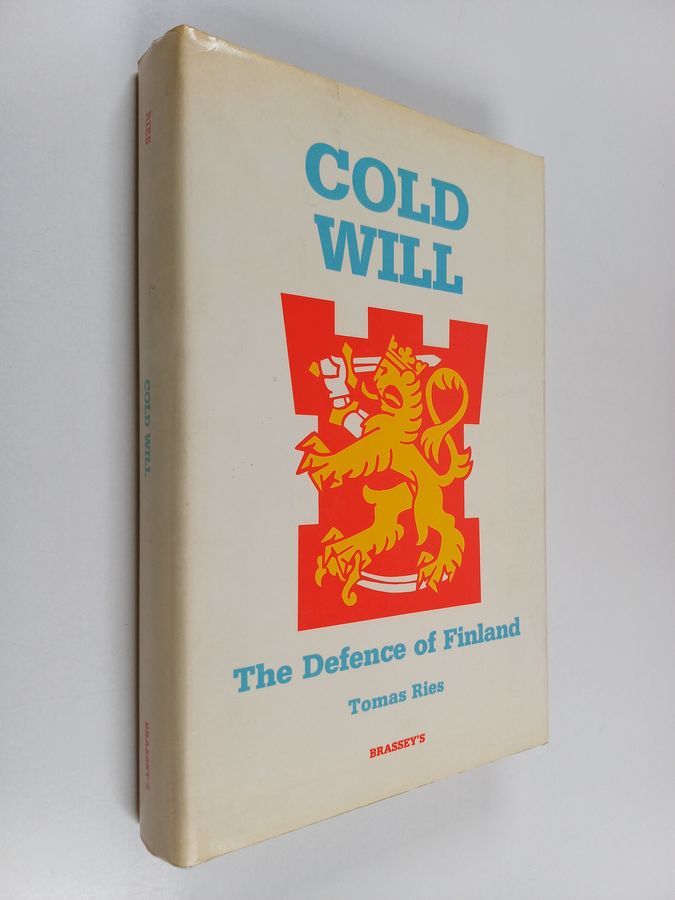 COLD
WILL
The Defence of Finland
Tomas Ries
BRASSEY'S
RIES
COLD WILL
BRASSEY'S